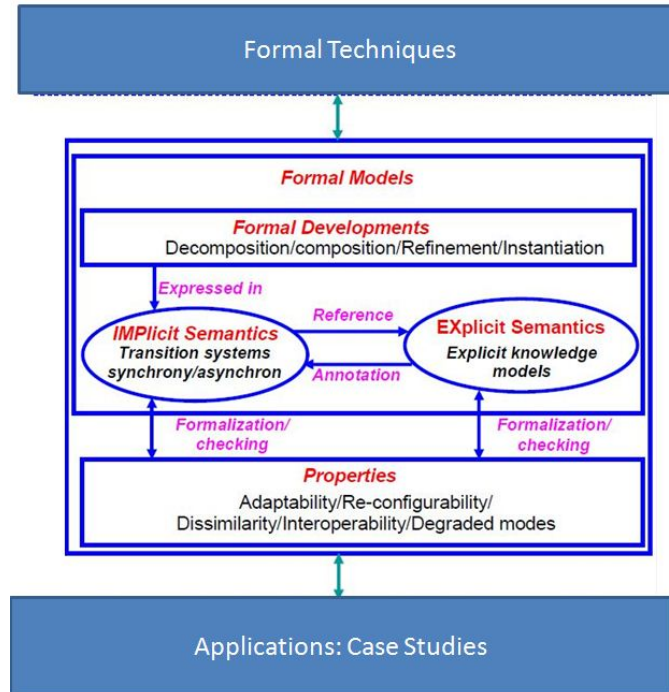 Formal Techniques
Formal Models
Formal Developments
Decomposition/composition/Refinement/Instantiation
Expressed in
IMPlicit Semantics
Transition systems
synchrony/asynchron
Reference
Annotation
EXplicit Semantics
Explicit knowledge
models
Formalization/
checking
Formalization/
checking
Properties
Adaptability/Re-configurability/
Dissimilarity/Interoperability/Degraded modes
Applications: Case Studies